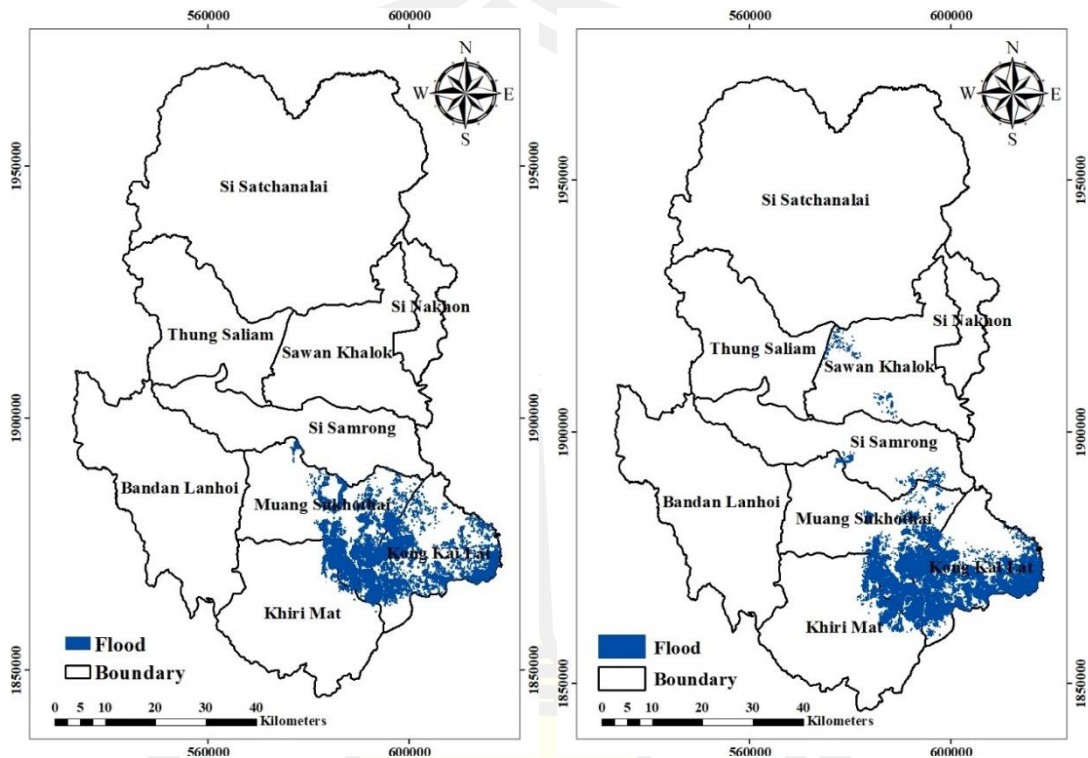 560000
600000
N
W
E
S
1950000
1950000
Si Satchanalai
Si Nakhon
Thung Saliam
Sawan Khalok
1900000
1900000
Si Samrong
Bandan Lanhoi
Muang Sukhothai
Kong Kai Lat
Khiri Mat
Flood
Boundary
1850000
1850000
0 5 10 20 30 40
Kilometers
560000
600000
560000
600000
N
W
E
S
1950000
Si Satchanalai
Si Nakhon
Thung Saliam
Sawan Khalok
1900000
Si Samrong
Bandan Lanhoi
Muang Sukhothai
Kong Kai Lat
Khiri Mat
Flood
Boundary
1850000
0 5 10 20 30 40
Kilometers
560000
600000